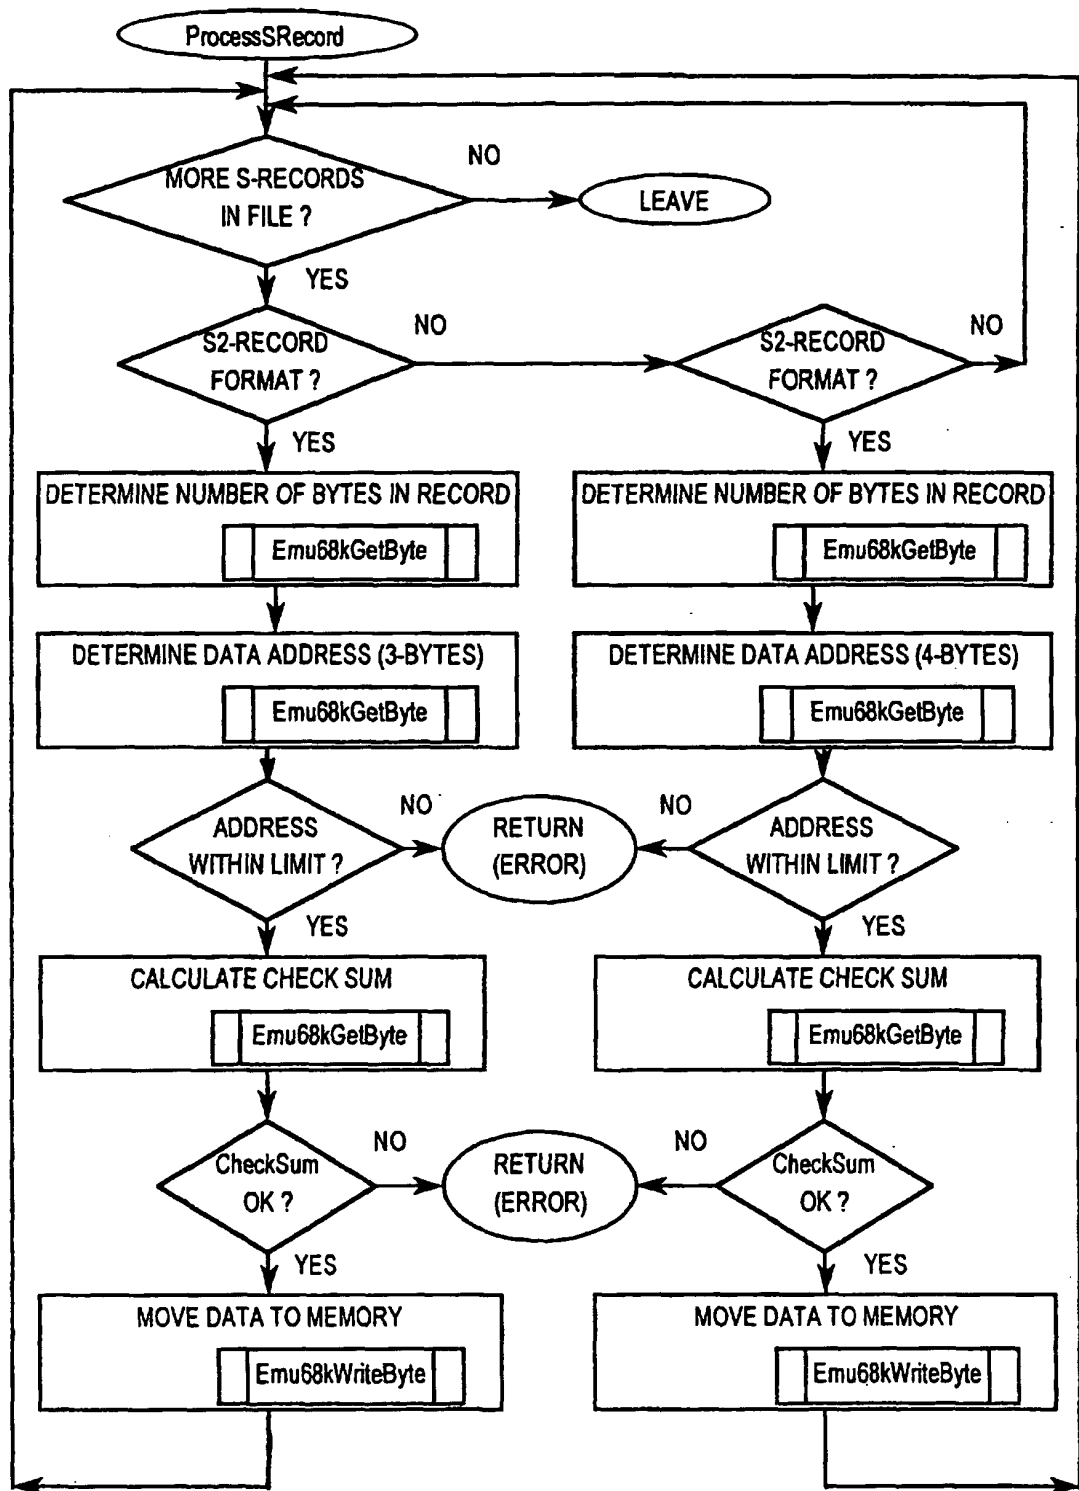 ProcessSRecord
MORE S-RECORDS
IN FILE ?
NO
LEAVE
YES
S2-RECORD
FORMAT ?
NO
S2-RECORD
FORMAT ?
NO
YES
YES
DETERMINE NUMBER OF BYTES IN RECORD
Emu68kGetByte
DETERMINE NUMBER OF BYTES IN RECORD
Emu68kGetByte
DETERMINE DATA ADDRESS (3-BYTES)
Emu68kGetByte
DETERMINE DATA ADDRESS (4-BYTES)
Emu68kGetByte
ADDRESS
WITHIN LIMIT ?
NO
RETURN
(ERROR)
NO
ADDRESS
WITHIN LIMIT ?
YES
YES
CALCULATE CHECK SUM
Emu68kGetByte
CALCULATE CHECK SUM
Emu68kGetByte
CheckSum
OK ?
NO
RETURN
(ERROR)
NO
CheckSum
OK ?
YES
YES
MOVE DATA TO MEMORY
Emu68kWriteByte
MOVE DATA TO MEMORY
Emu68kWriteByte